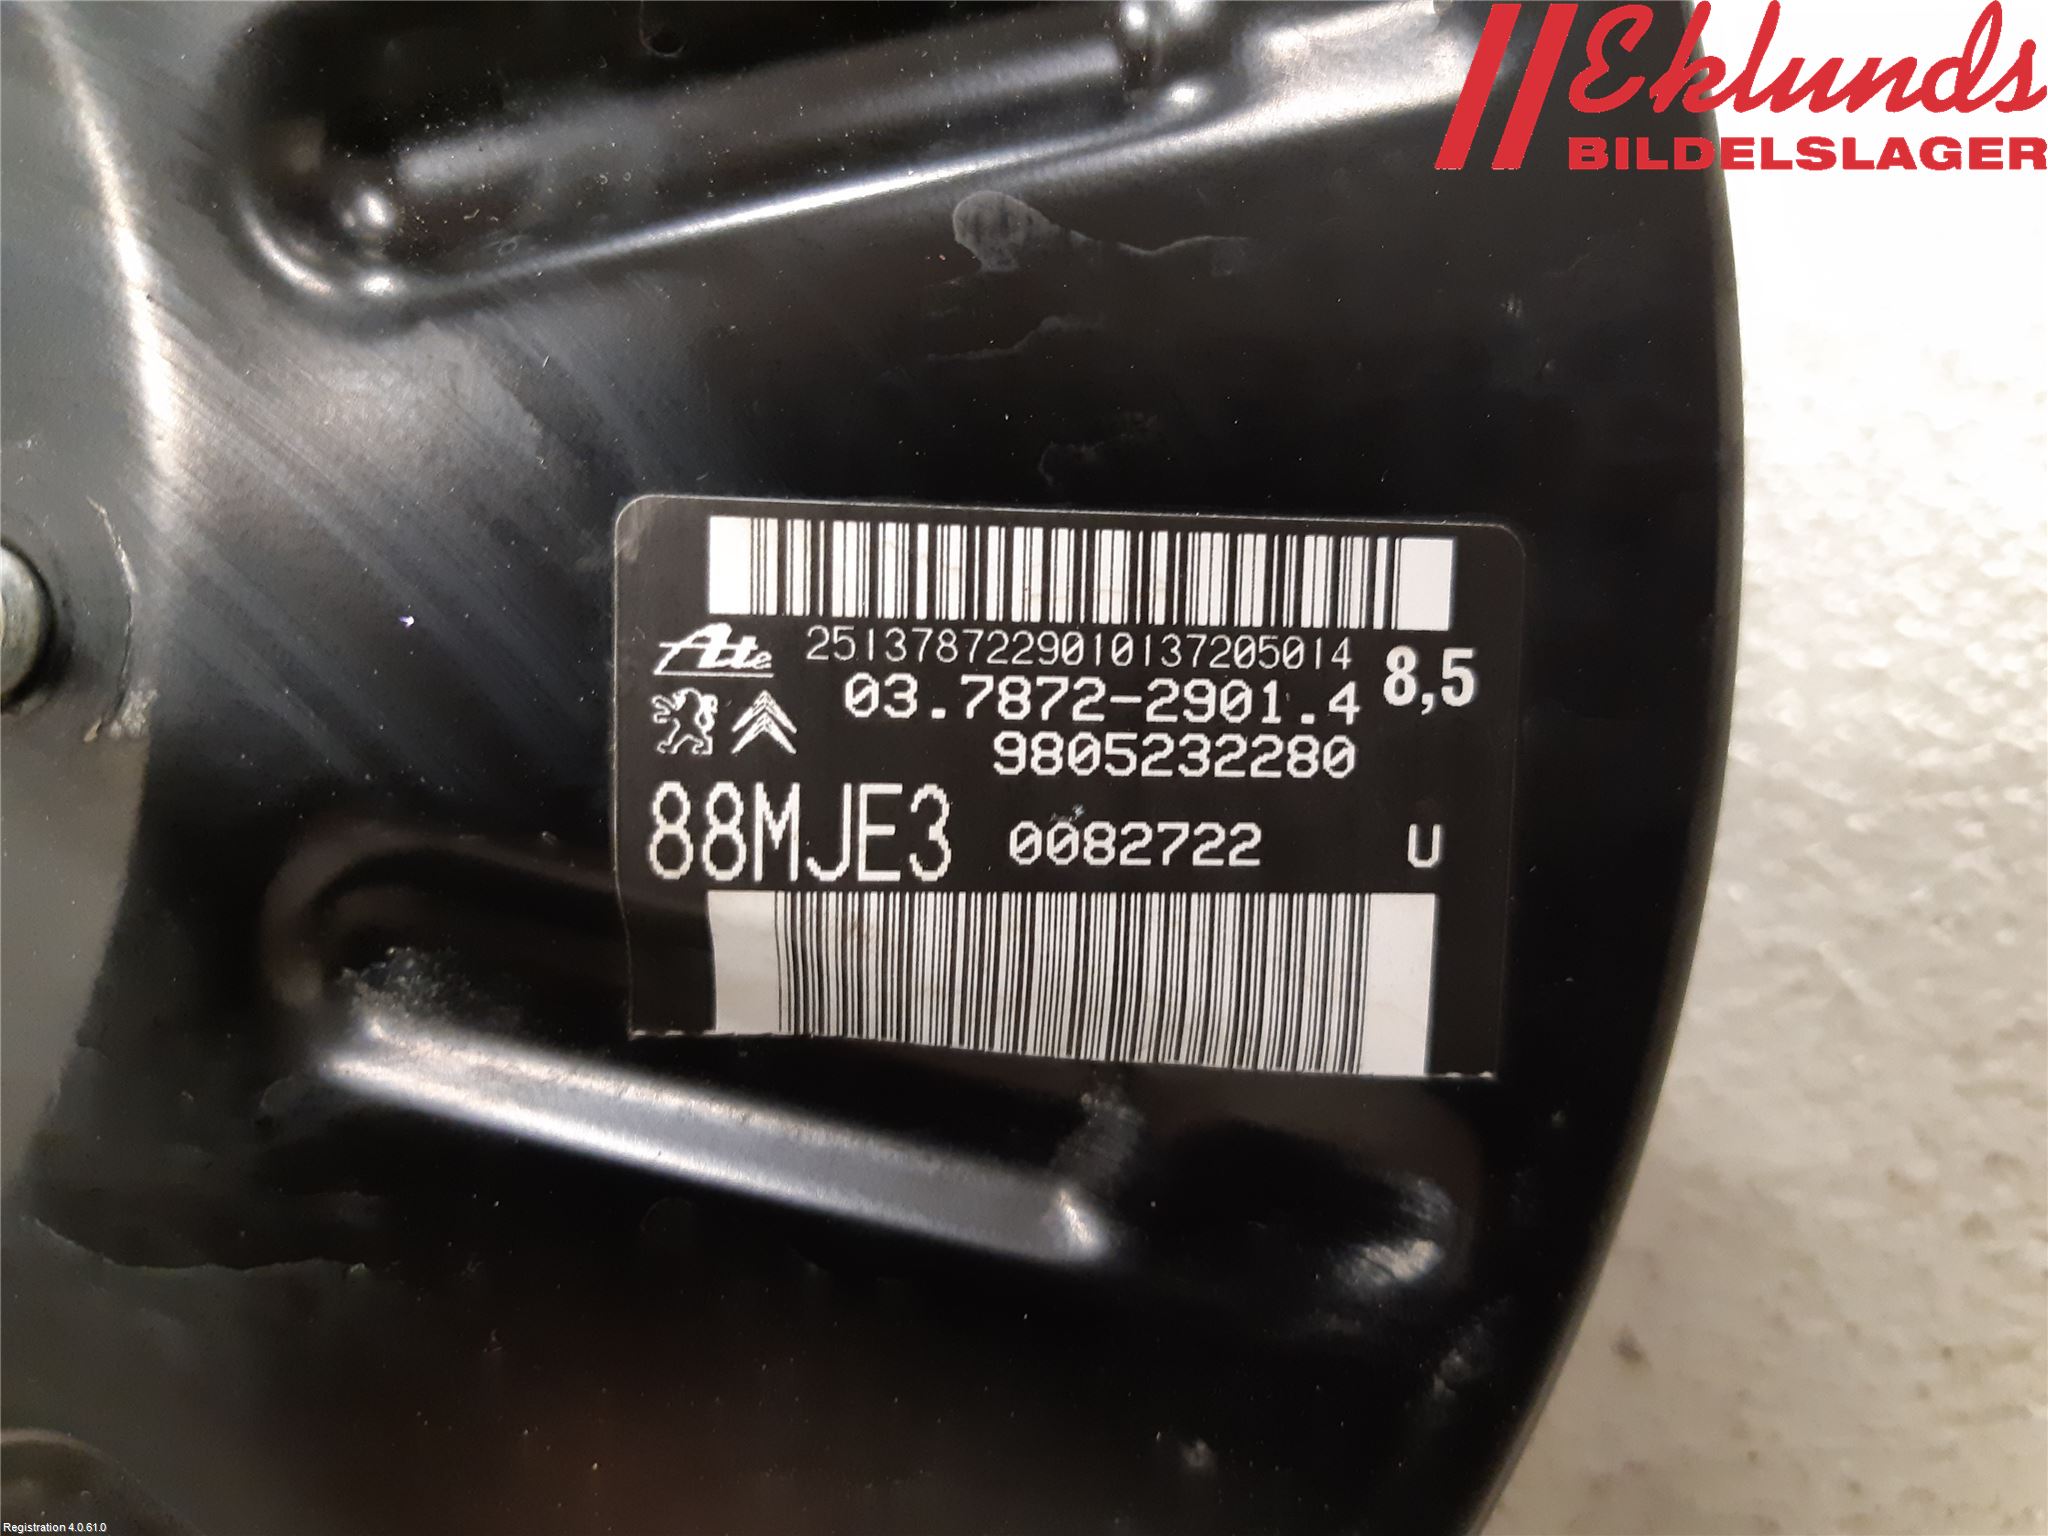 Eklunds
BILDELSLAGER
Ate 2513787229010137205014 8,5
03.7872-2901.4
9805232280
88MJE3 0082722 U
Registration 4.0.61.0